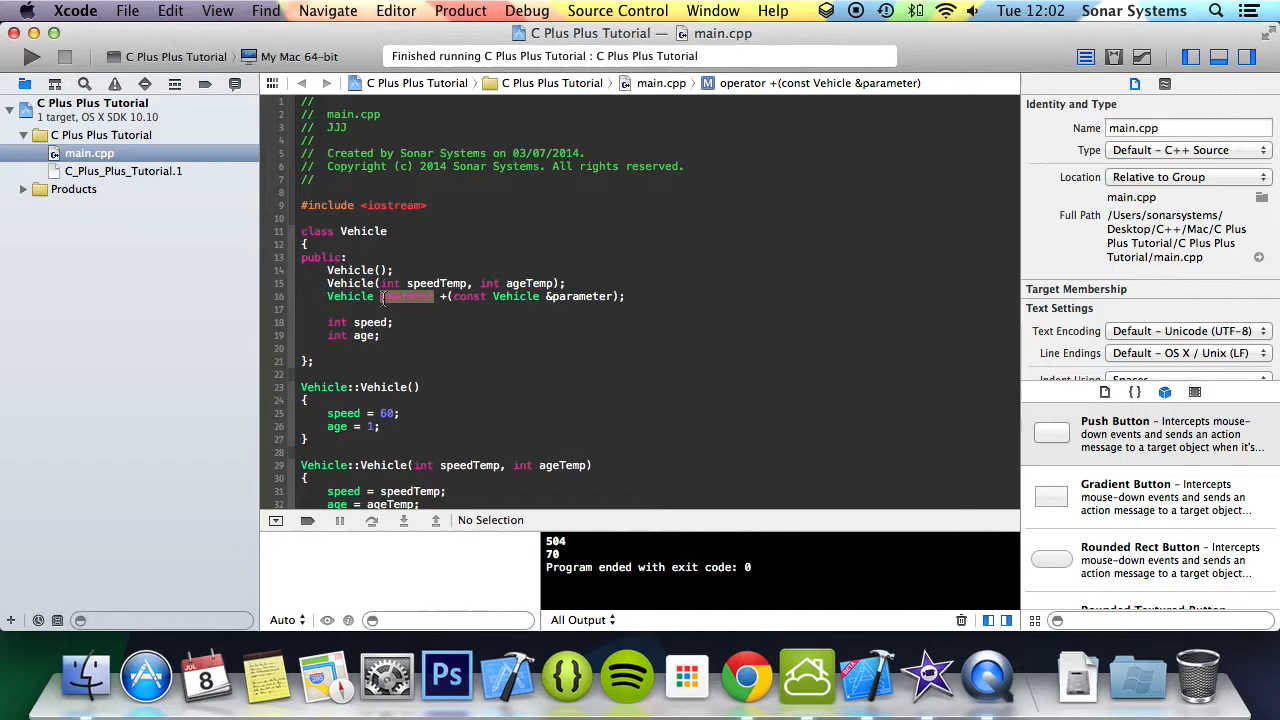 Xcode File Edit View Find Navigate Editor Product Debug Source Control Window Help Tue 12:02 Sonar Systems
C Plus Plus Tutorial — main.cpp
C Plus Plus Tutorial My Mac 64-bit
Finished running C Plus Plus Tutorial : C Plus Plus Tutorial
C Plus Plus Tutorial C Plus Plus Tutorial main.cpp M operator +(const Vehicle &parameter)
C Plus Plus Tutorial
1 target, OS X SDK 10.10
C Plus Plus Tutorial
main.cpp
C_Plus_Plus_Tutorial.1
Products
1 //
2 // main.cpp
3 // JJJ
4 //
5 // Created by Sonar Systems on 03/07/2014.
6 // Copyright (c) 2014 Sonar Systems. All rights reserved.
7 //
8
9 #include <iostream>
10
11 class Vehicle
12 {
13 public:
14 Vehicle();
15 Vehicle(int speedTemp, int ageTemp);
16 Vehicle operator +(const Vehicle &parameter);
17
18 int speed;
19 int age;
20
21 };
22
23 Vehicle::Vehicle()
24 {
25 speed = 60;
26 age = 1;
27 }
28
29 Vehicle::Vehicle(int speedTemp, int ageTemp)
30 {
31 speed = speedTemp;
32 age = ageTemp;
No Selection
504
70
Program ended with exit code: 0
Auto
All Output
Identity and Type
Name main.cpp
Type Default - C++ Source
Location Relative to Group
main.cpp
Full Path /Users/sonarsystems/
Desktop/C++/Mac/C Plus
Plus Tutorial/C Plus Plus
Tutorial/main.cpp
Target Membership
Text Settings
Text Encoding Default - Unicode (UTF-8)
Line Endings Default - OS X / Unix (LF)
Indent Using Spaces
{ }
Push Button - Intercepts mouse-
down events and sends an action
message to a target object when it's...
Gradient Button - Intercepts
mouse-down events and sends an
action message to a target object...
Rounded Rect Button - Intercepts
mouse-down events and sends an
action message to a target object...
Rounded Textured Button
JUL
8
280
Ps
{}